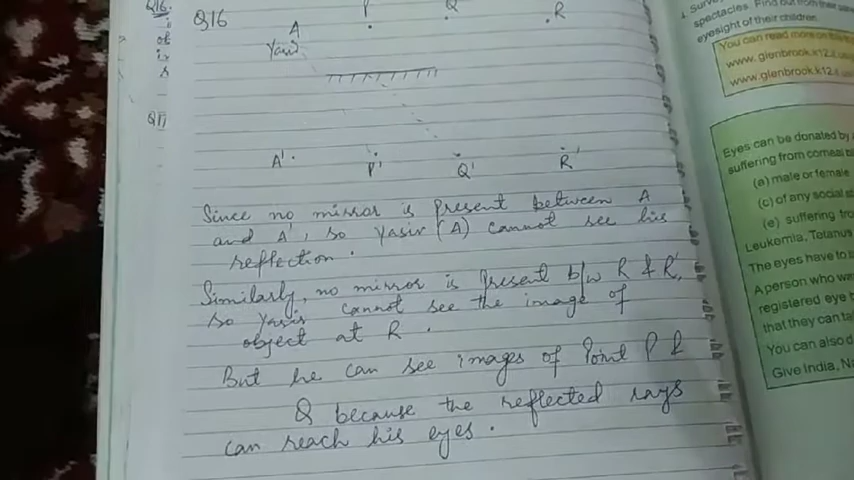 Q16.
Q16
P
Q
R
A
Yasir
Q17
A'
P'
Q'
R'
Since no mirror is Present between A
and A', so Yasir (A) cannot see his
reflection.
Similarly, no mirror is Present b/w R & R',
so Yasir cannot see the image of
object at R.
But he can see images of Point P &
Q because the reflected rays
can reach his eyes.
spectacles. Find out from
eyesight of their children.
You can read more on
www.glenbrook.k12.il.us
www.glenbrook.k12.il.
Eyes can be donated by
suffering from corneal
(a) male or female
(c) of any social
(e) suffering
Leukemia, Tetanus
The eyes have to
A person who
registered eye
that they can
You can also
Give India,